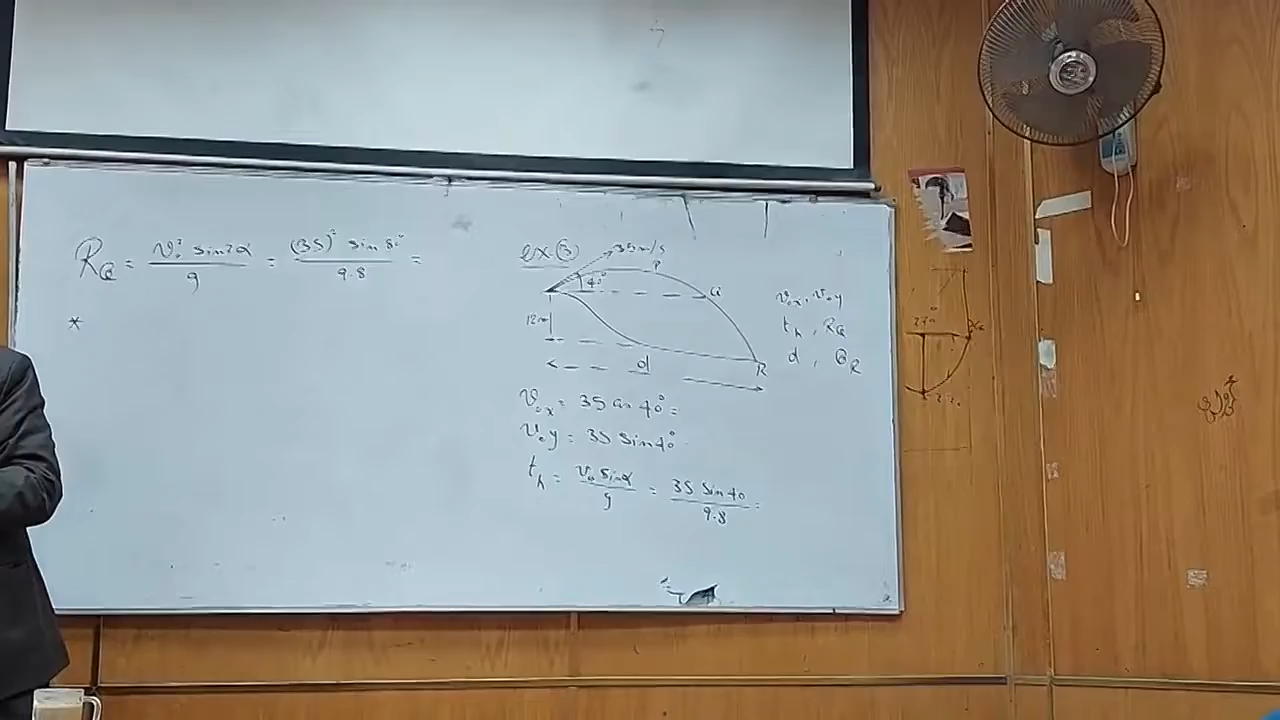 R_Q = v₀² sin2α / g = (35)² sin 80° / 9.8 =
*
ex(3)
35 m/s
P
40°
Q
12m
d
R
v₀x, v₀y
t_h, R_Q
d, θ_R
v₀x = 35 cos 40° =
v₀y = 35 sin 40°
t_h = v₀ sinα / g = 35 sin 40 / 9.8 =